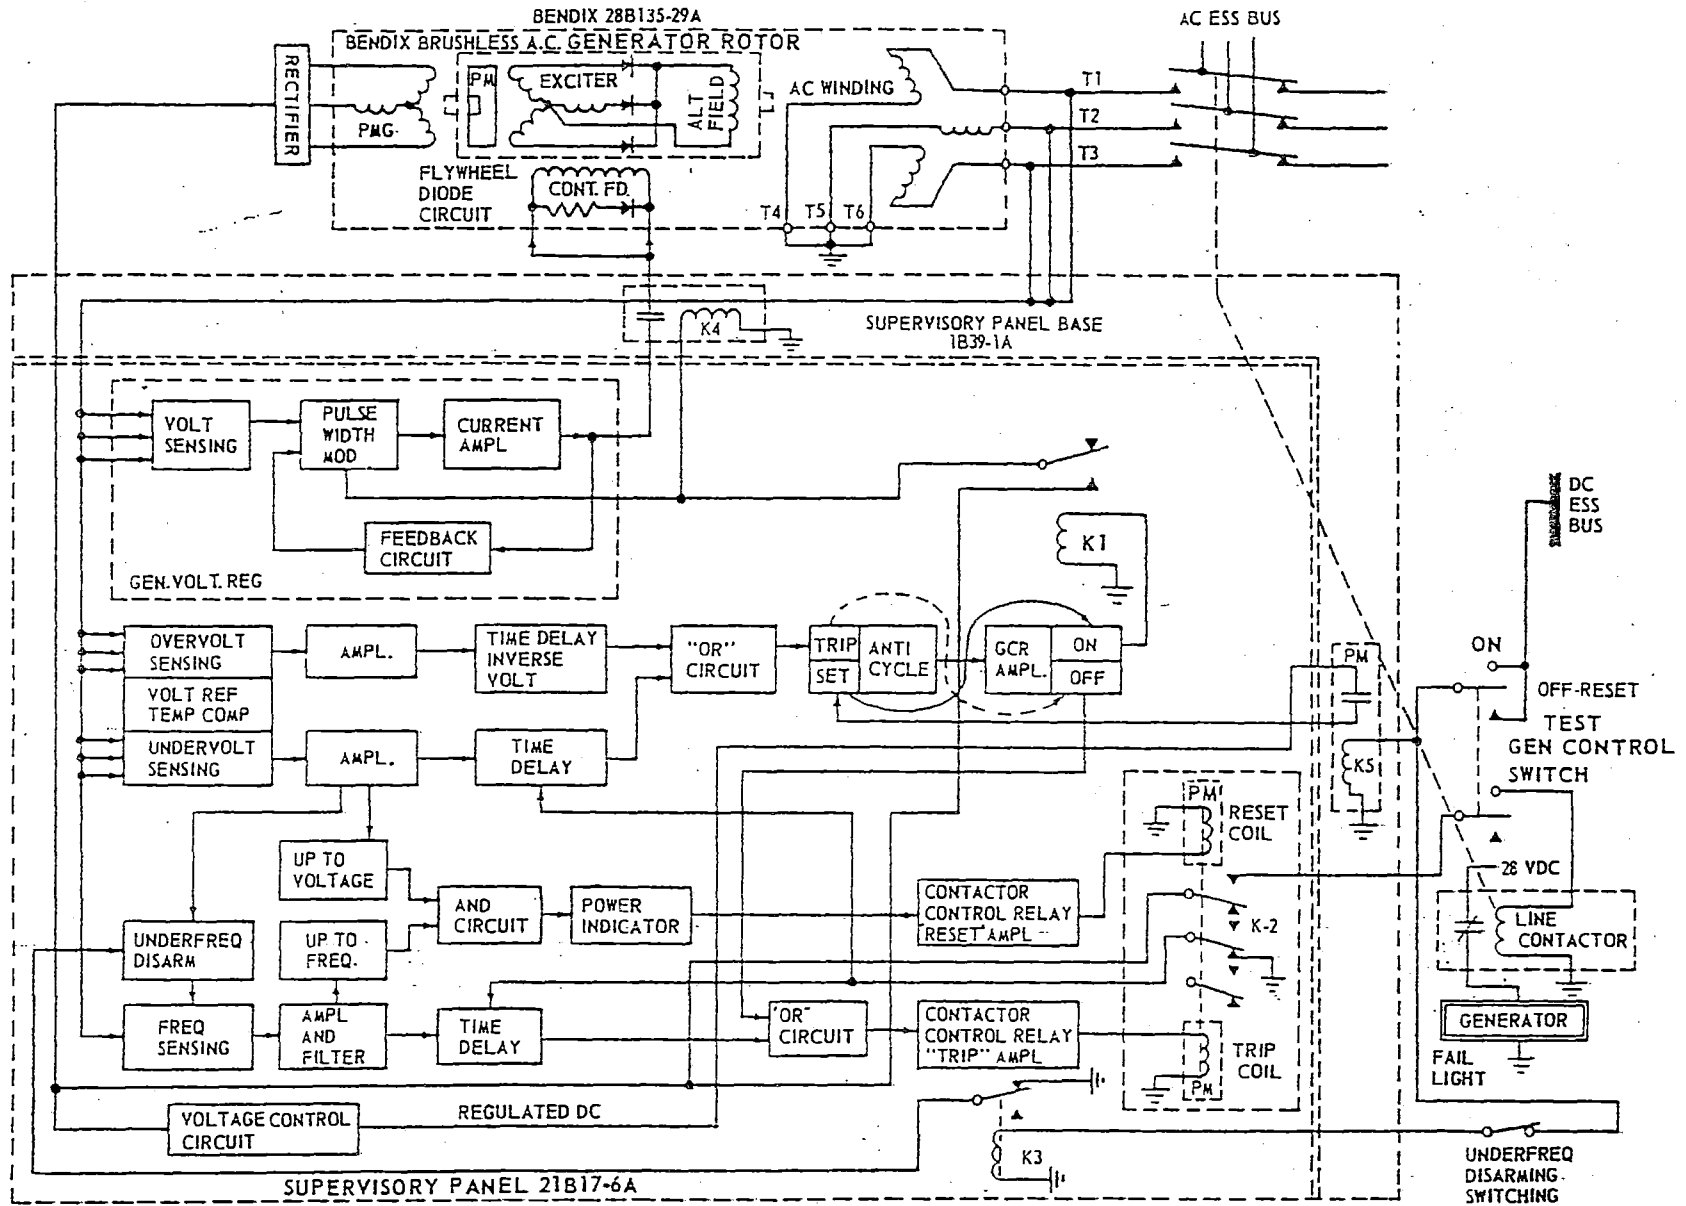 BENDIX 28B135-29A
AC ESS BUS
BENDIX BRUSHLESS A.C. GENERATOR ROTOR
RECTIFIER
PMG
PM
EXCITER
ALT FIELD
AC WINDING
T1
T2
T3
FLYWHEEL
DIODE
CIRCUIT
CONT. FD.
T4
T5
T6
K4
SUPERVISORY PANEL BASE
1B39-1A
VOLT
SENSING
PULSE
WIDTH
MOD
CURRENT
AMPL
FEEDBACK
CIRCUIT
GEN. VOLT. REG
K1
DC
ESS
BUS
OVERVOLT
SENSING
AMPL.
TIME DELAY
INVERSE
VOLT
"OR"
CIRCUIT
TRIP
SET
ANTI
CYCLE
GCR
AMPL.
ON
OFF
PM
K5
ON
OFF-RESET
TEST
GEN CONTROL
SWITCH
VOLT REF
TEMP COMP
UNDERVOLT
SENSING
AMPL.
TIME
DELAY
PM
RESET
COIL
UP TO
VOLTAGE
AND
CIRCUIT
POWER
INDICATOR
CONTACTOR
CONTROL RELAY
"RESET" AMPL
K-2
28 VDC
LINE
CONTACTOR
UNDERFREQ
DISARM
UP TO
FREQ.
FREQ
SENSING
AMPL
AND
FILTER
TIME
DELAY
"OR"
CIRCUIT
CONTACTOR
CONTROL RELAY
"TRIP" AMPL
TRIP
COIL
PM
GENERATOR
FAIL
LIGHT
VOLTAGE CONTROL
CIRCUIT
REGULATED DC
K3
UNDERFREQ
DISARMING
SWITCHING
SUPERVISORY PANEL 21B17-6A